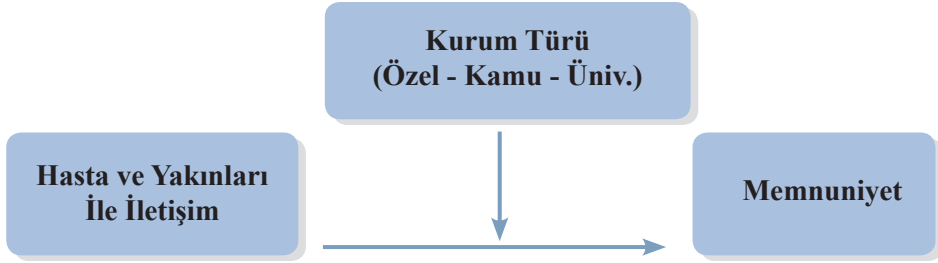 Kurum Türü
(Özel - Kamu - Üniv.)
Hasta ve Yakınları
İle İletişim
Memnuniyet